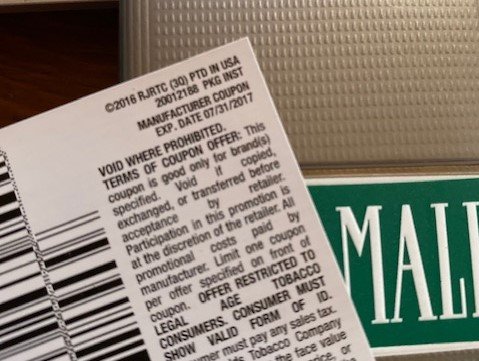 ©2016 RJRTC (30) PTD IN USA
20012188 PKG INST
MANUFACTURER COUPON
EXP. DATE 07/31/2017
VOID WHERE PROHIBITED.
TERMS OF COUPON OFFER: This
coupon is good only for brand(s)
specified. Void if copied,
exchanged, or transferred before
acceptance by retailer.
Participation in this promotion is
at the discretion of the retailer. All
promotional costs paid by
manufacturer. Limit one coupon
per offer specified on front of
coupon. OFFER RESTRICTED TO
LEGAL AGE TOBACCO
CONSUMERS. CONSUMER MUST
SHOW VALID FORM OF ID.
must pay any sales tax.
Tobacco Company
the face value
MAL